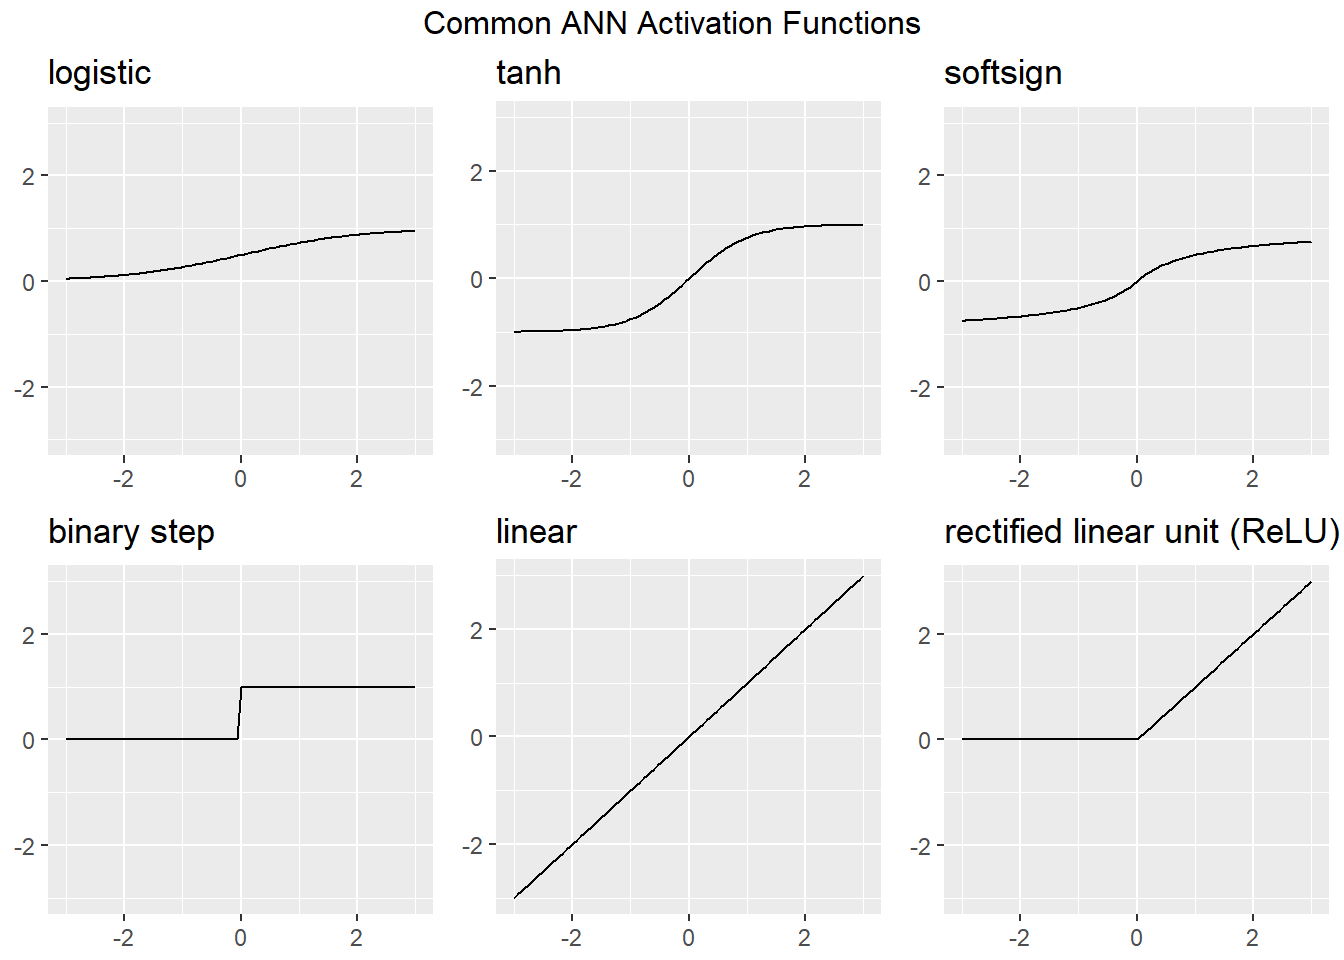 Common ANN Activation Functions
logistic
tanh
softsign
2
0
-2
-2 0 2
2
0
-2
-2 0 2
2
0
-2
-2 0 2
binary step
linear
rectified linear unit (ReLU)
2
0
-2
-2 0 2
2
0
-2
-2 0 2
2
0
-2
-2 0 2